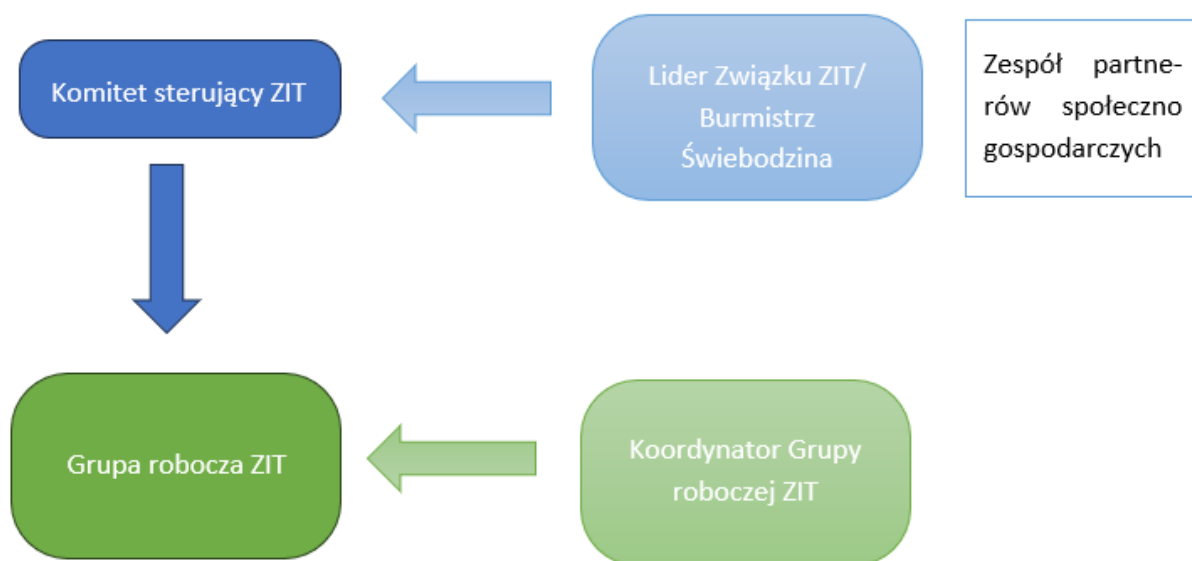 Komitet sterujący ZIT
Lider Związku ZIT/
Burmistrz
Świebodzina
Zespół partne-
rów społeczno
gospodarczych
Grupa robocza ZIT
Koordynator Grupy
roboczej ZIT